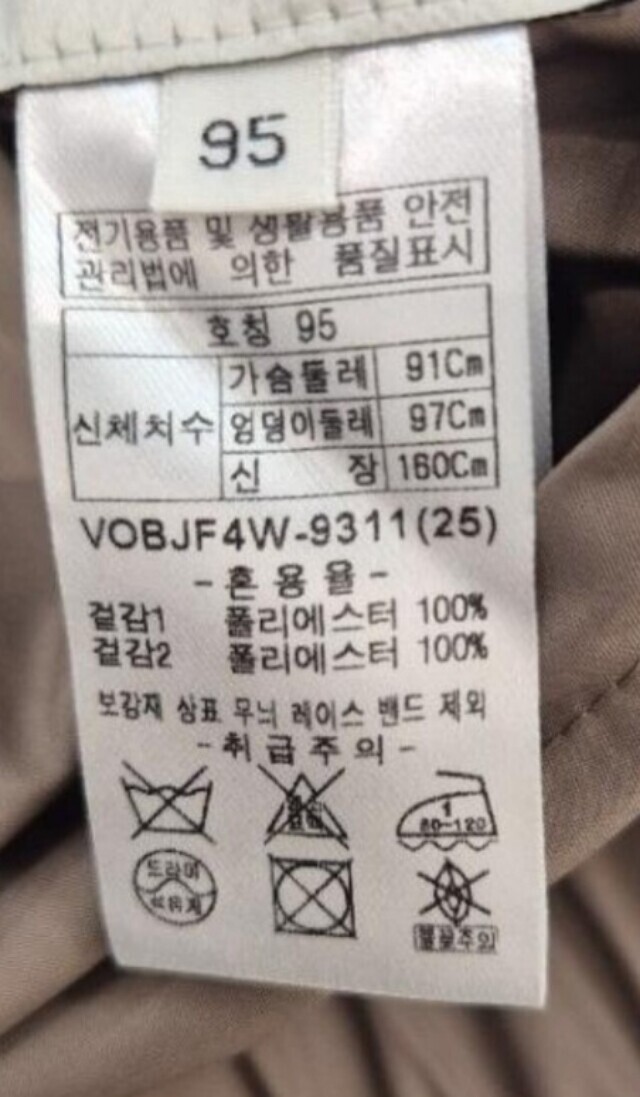 95
전기용품 및 생활용품 안전
관리법에 의한 품질표시
호칭 95
신체치수
가슴둘레 91Cm
엉덩이둘레 97Cm
신 장 160Cm
VOBJF4W-9311(25)
-혼용율-
겉감1 폴리에스터 100%
겉감2 폴리에스터 100%
보강재 상표 무늬 레이스 밴드 제외
-취급주의-
1
80~120
드라이
석유계
불꽃주의